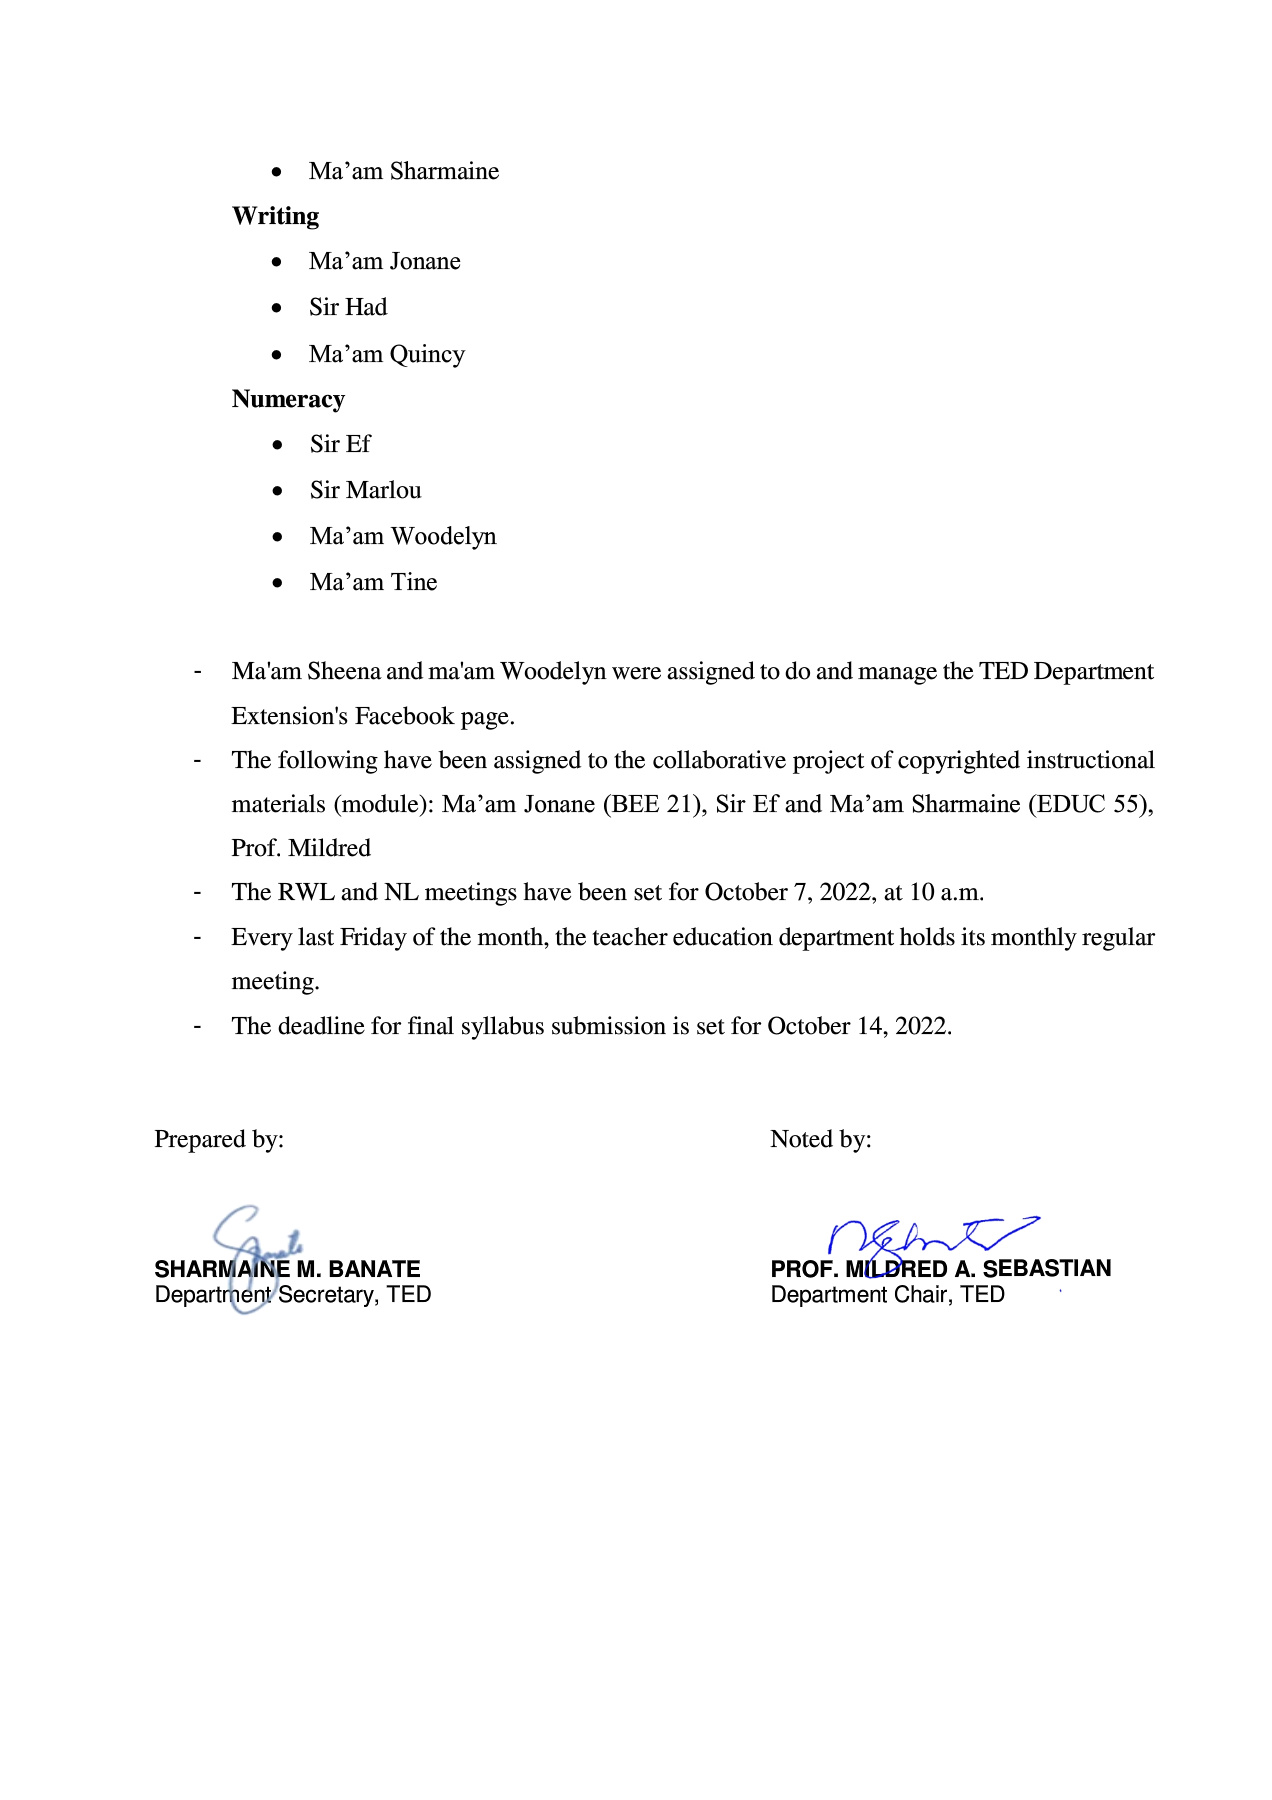 • Ma’am Sharmaine
Writing
• Ma’am Jonane
• Sir Had
• Ma’am Quincy
Numeracy
• Sir Ef
• Sir Marlou
• Ma’am Woodelyn
• Ma’am Tine
- Ma'am Sheena and ma'am Woodelyn were assigned to do and manage the TED Department
Extension's Facebook page.
- The following have been assigned to the collaborative project of copyrighted instructional
materials (module): Ma’am Jonane (BEE 21), Sir Ef and Ma’am Sharmaine (EDUC 55),
Prof. Mildred
- The RWL and NL meetings have been set for October 7, 2022, at 10 a.m.
- Every last Friday of the month, the teacher education department holds its monthly regular
meeting.
- The deadline for final syllabus submission is set for October 14, 2022.
Prepared by:
Noted by:
SHARMAINE M. BANATE
Department Secretary, TED
PROF. MILDRED A. SEBASTIAN
Department Chair, TED